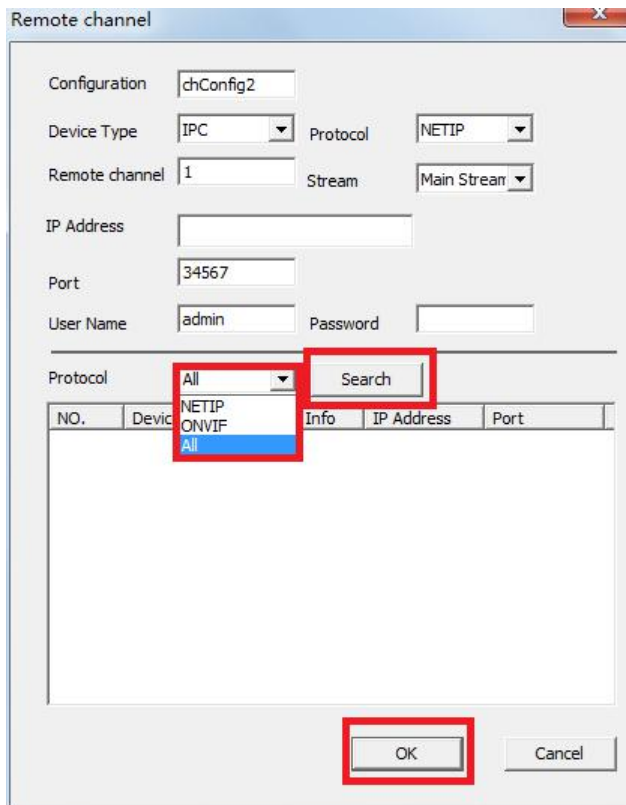 Remote channel
Configuration chConfig2
Device Type IPC Protocol NETIP
Remote channel 1 Stream Main Stream
IP Address
Port 34567
User Name admin Password
Protocol All Search
NETIP
ONVIF
All
NO. Devic Info IP Address Port
OK Cancel